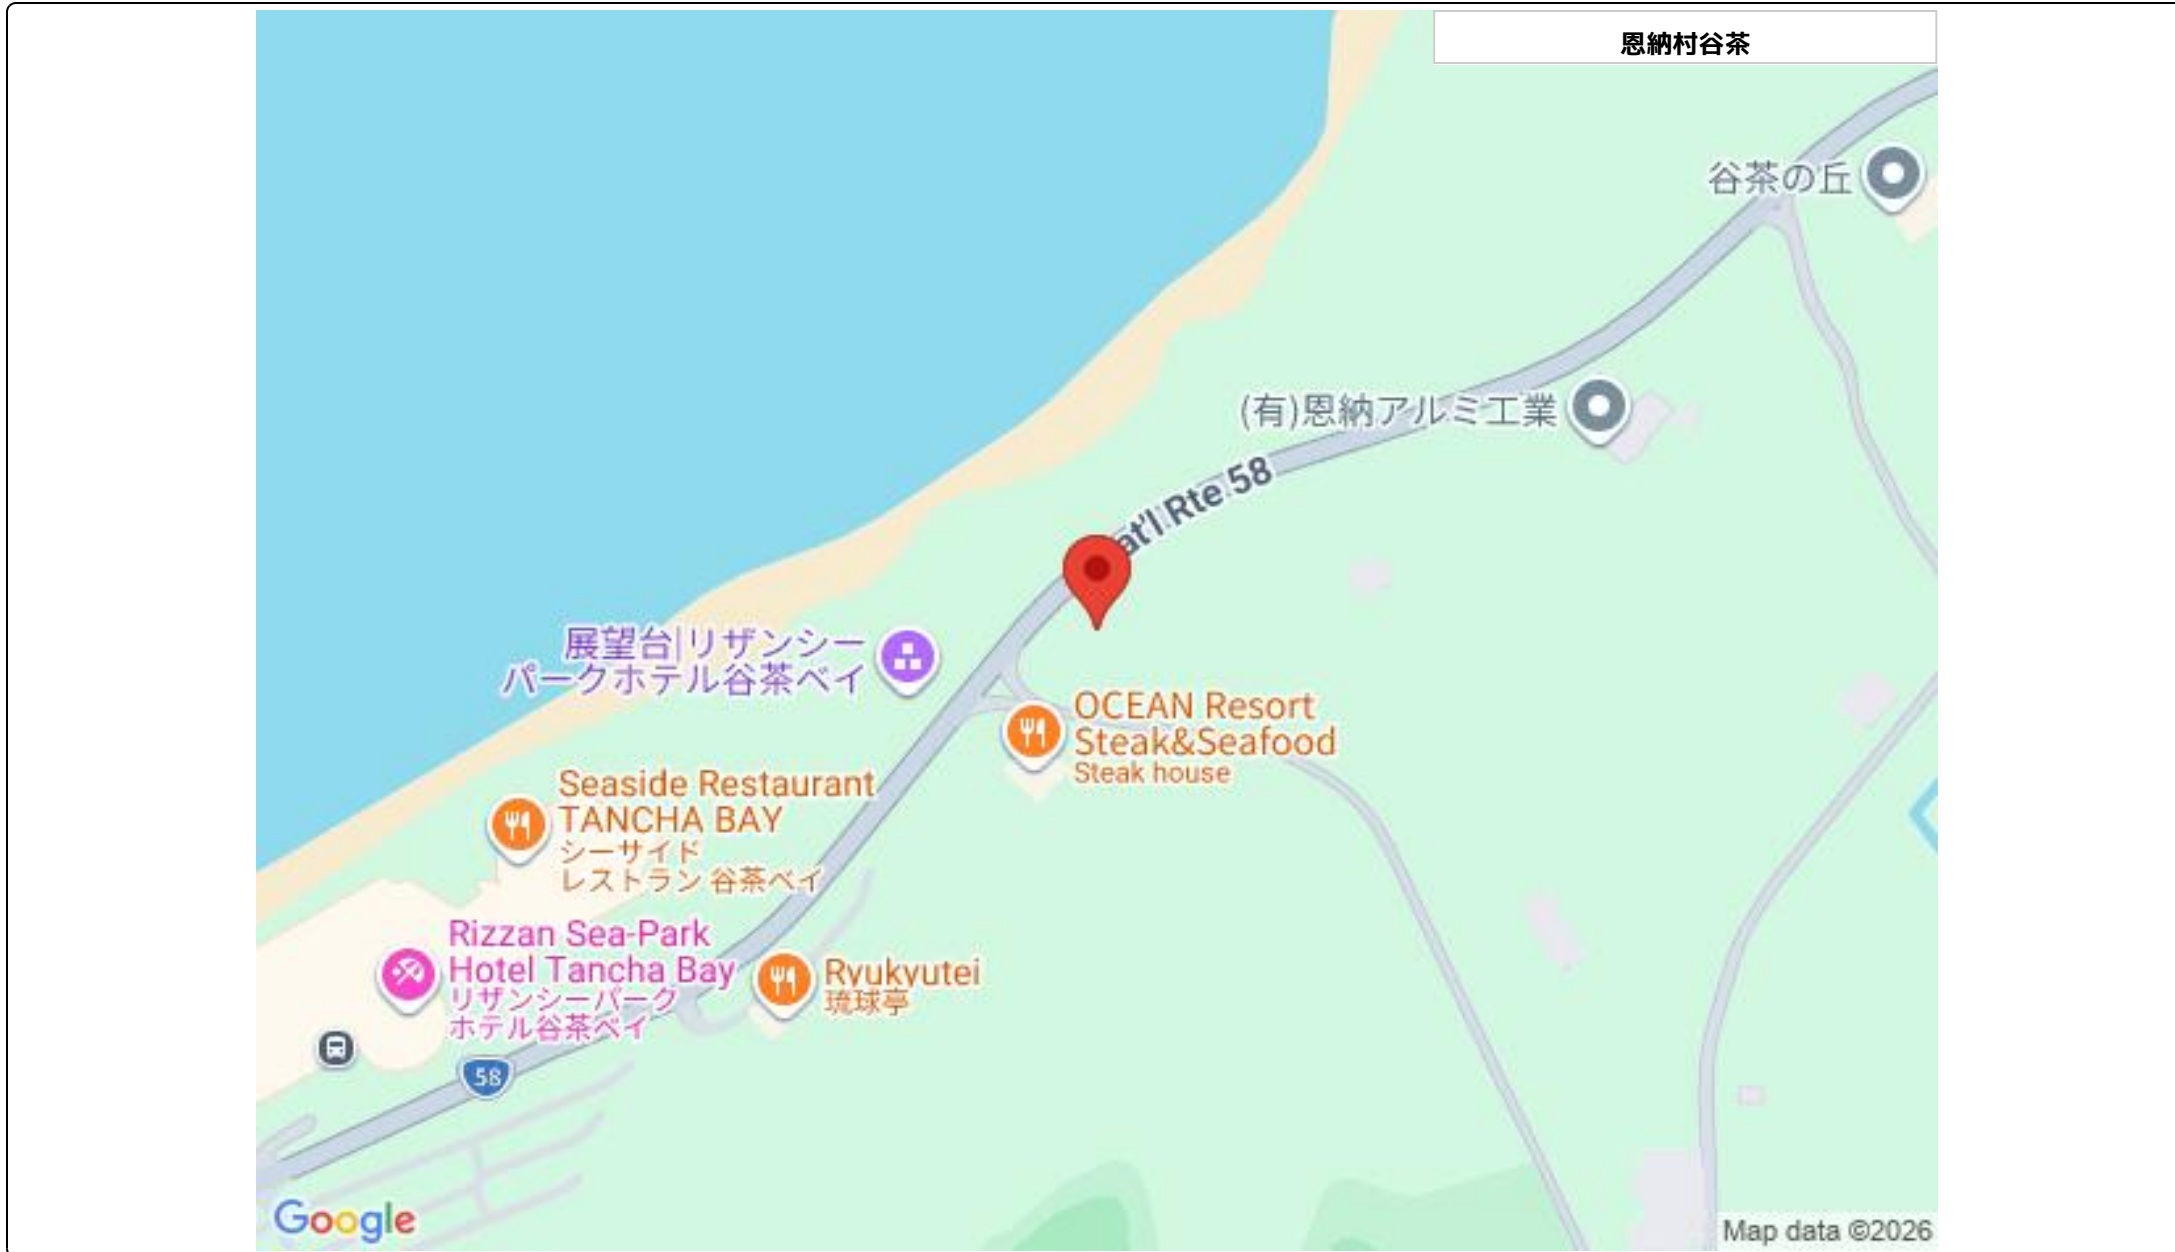 恩納村谷茶
谷茶の丘
(有)恩納アルミ工業
at'l Rte 58
展望台|リザンシー
パークホテル谷茶ベイ
OCEAN Resort
Steak&Seafood
Steak house
Seaside Restaurant
TANCHA BAY
シーサイド
レストラン 谷茶ベイ
Rizzan Sea-Park
Hotel Tancha Bay
リザンシーパーク
ホテル谷茶ベイ
Ryukyutei
琉球亭
58
Google
Map data ©2026